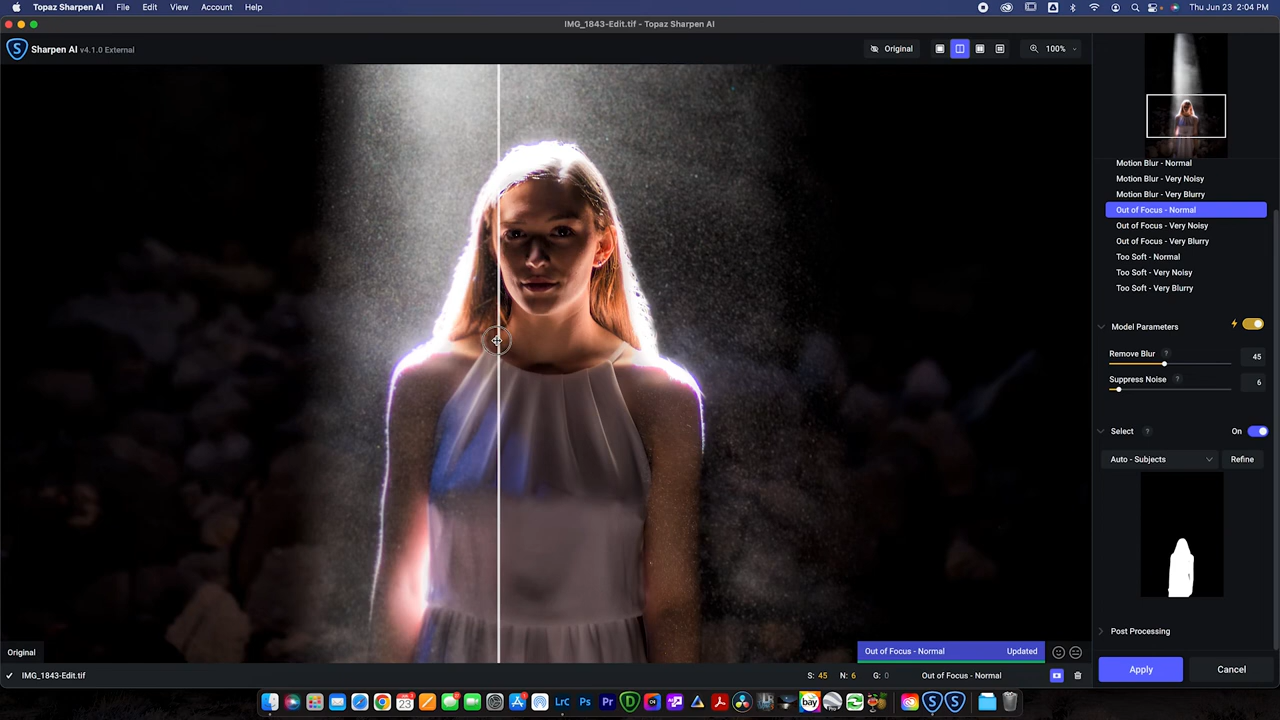 Topaz Sharpen AI File Edit View Account Help Thu Jun 23 2:04 PM
IMG_1843-Edit.tif - Topaz Sharpen AI
Sharpen AI v4.1.0 External
Original
100%
Motion Blur - Normal
Motion Blur - Very Noisy
Motion Blur - Very Blurry
Out of Focus - Normal
Out of Focus - Very Noisy
Out of Focus - Very Blurry
Too Soft - Normal
Too Soft - Very Noisy
Too Soft - Very Blurry
Model Parameters
Remove Blur ? 45
Suppress Noise ? 6
Select ? On
Auto - Subjects Refine
Post Processing
Original
Out of Focus - Normal Updated
Apply Cancel
IMG_1843-Edit.tif S: 45 N: 6 G: 0 Out of Focus - Normal
23 LrC Ps Pr D bay